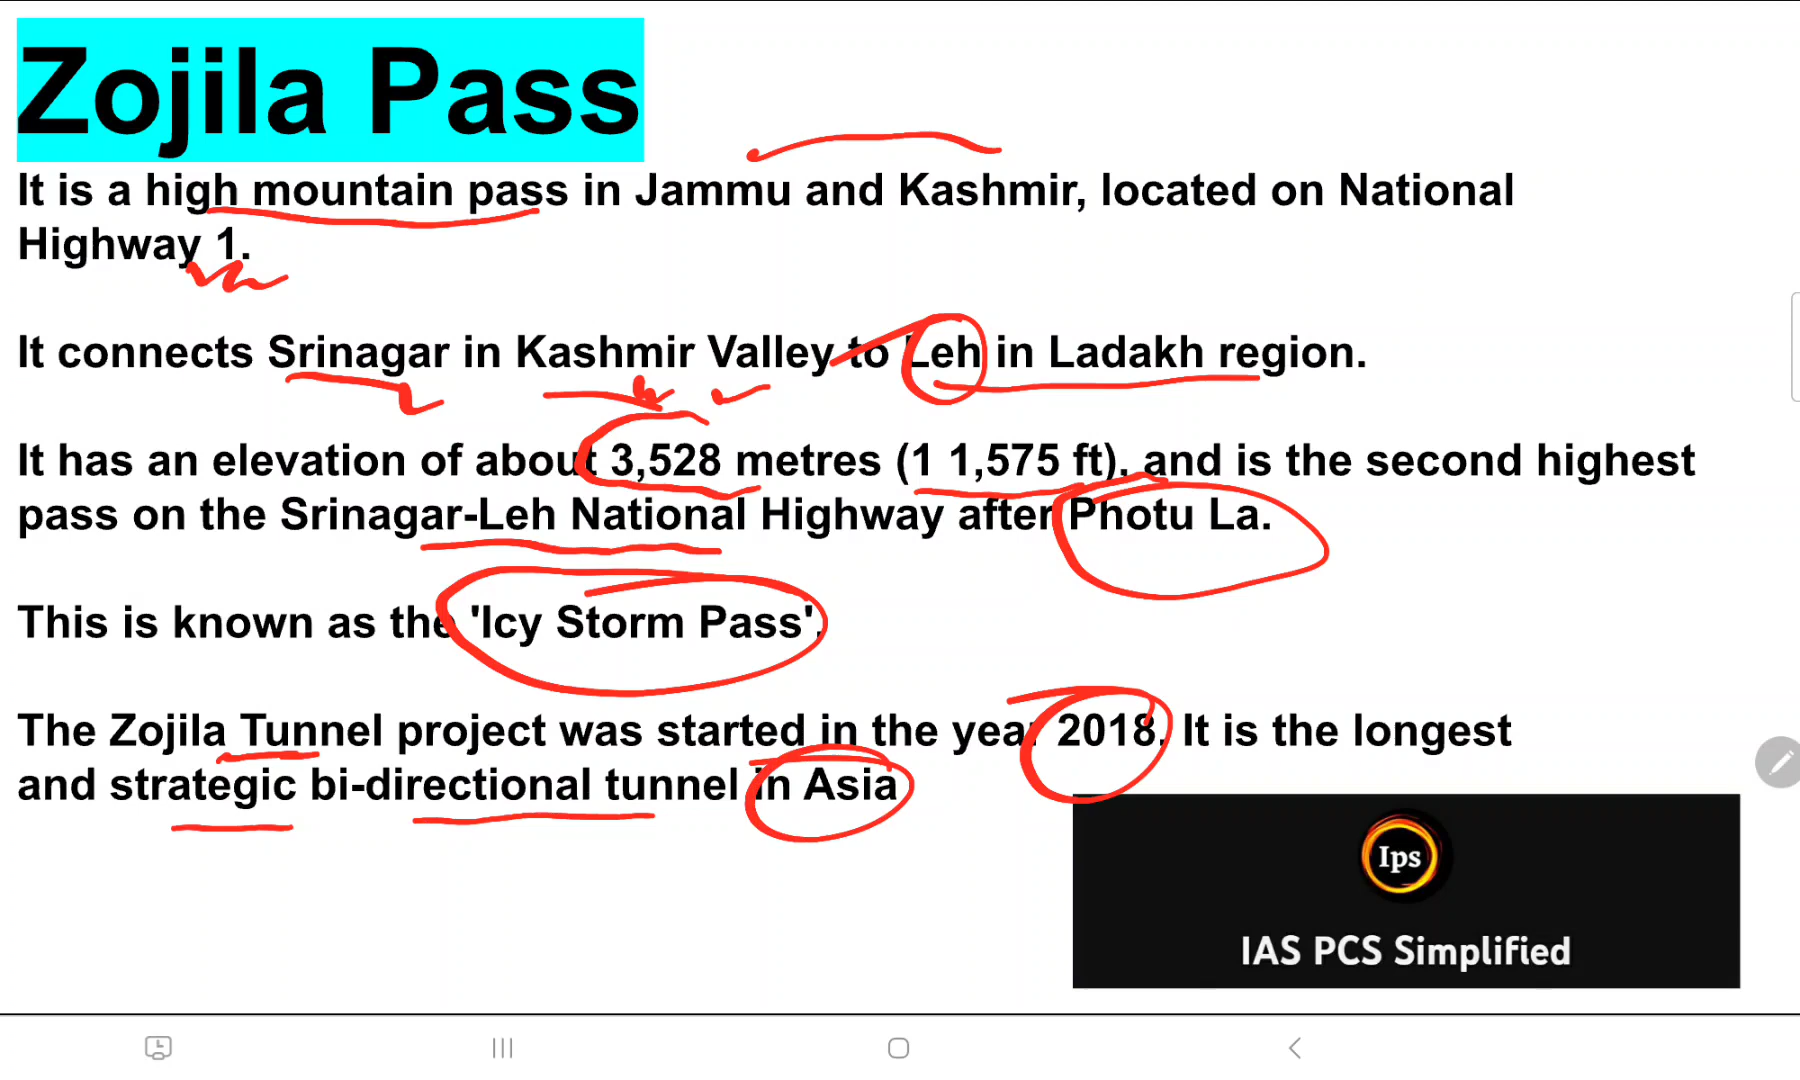 Zojila Pass
It is a high mountain pass in Jammu and Kashmir, located on National
Highway 1.
It connects Srinagar in Kashmir Valley to Leh in Ladakh region.
It has an elevation of about 3,528 metres (1 1,575 ft), and is the second highest
pass on the Srinagar-Leh National Highway after Photu La.
This is known as the 'Icy Storm Pass'.
The Zojila Tunnel project was started in the year 2018. It is the longest
and strategic bi-directional tunnel in Asia
Ips
IAS PCS Simplified